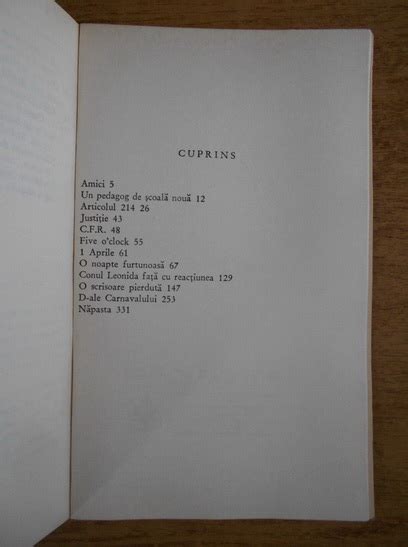 CUPRINS
Amici 5
Un pedagog de școală nouă 12
Articolul 214 26
Justiție 43
C.F.R. 48
Five o'clock 55
1 Aprile 61
O noapte furtunoasă 67
Conul Leonida față cu reacțiunea 129
O scrisoare pierdută 147
D-ale Carnavalului 253
Năpasta 331